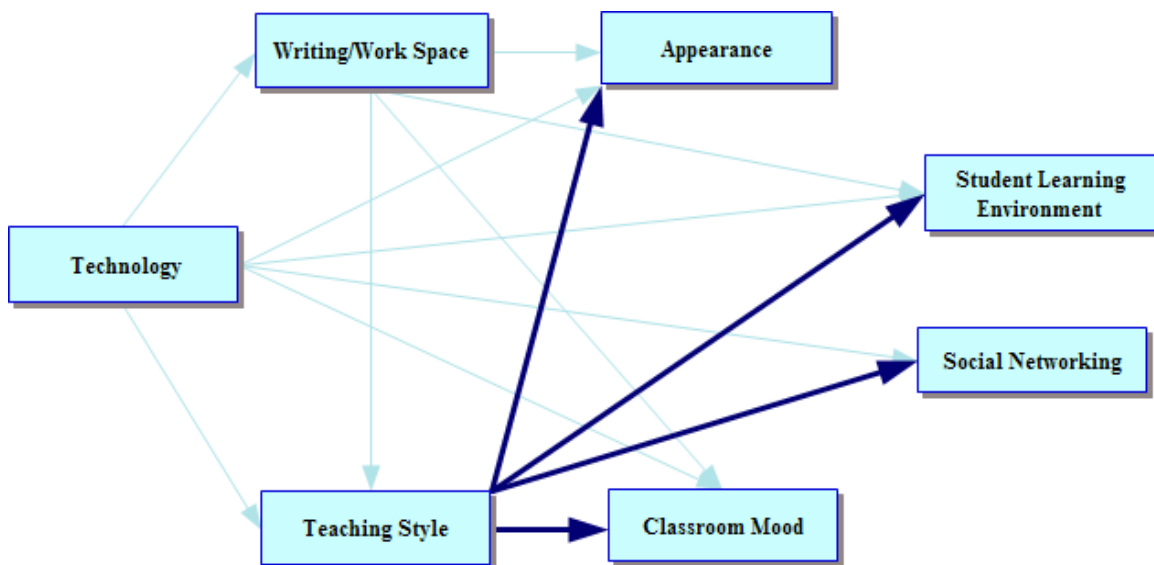 Writing/Work Space
Appearance
Student Learning
Environment
Technology
Social Networking
Teaching Style
Classroom Mood